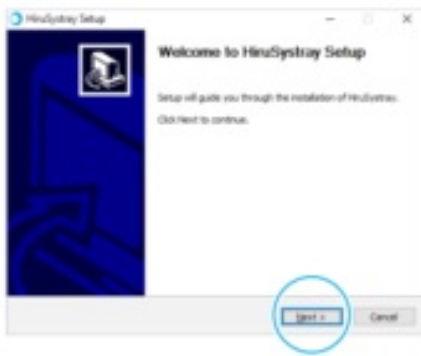 HiruSystray Setup
Welcome to HiruSystray Setup
Setup will guide you through the installation of HiruSystray.
Click Next to continue.
Next >
Cancel